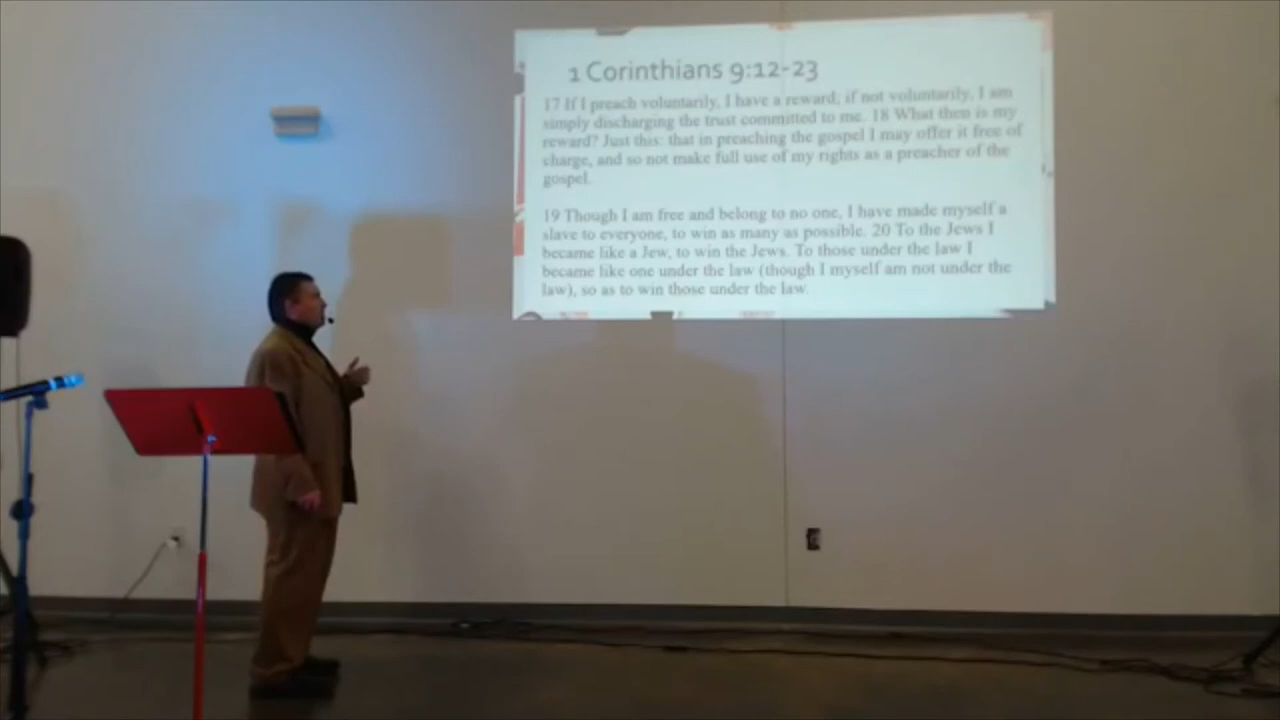 1 Corinthians 9:12-23
17 If I preach voluntarily, I have a reward; if not voluntarily, I am
simply discharging the trust committed to me. 18 What then is my
reward? Just this: that in preaching the gospel I may offer it free of
charge, and so not make full use of my rights as a preacher of the
gospel.
19 Though I am free and belong to no one, I have made myself a
slave to everyone, to win as many as possible. 20 To the Jews I
became like a Jew, to win the Jews. To those under the law I
became like one under the law (though I myself am not under the
law), so as to win those under the law.